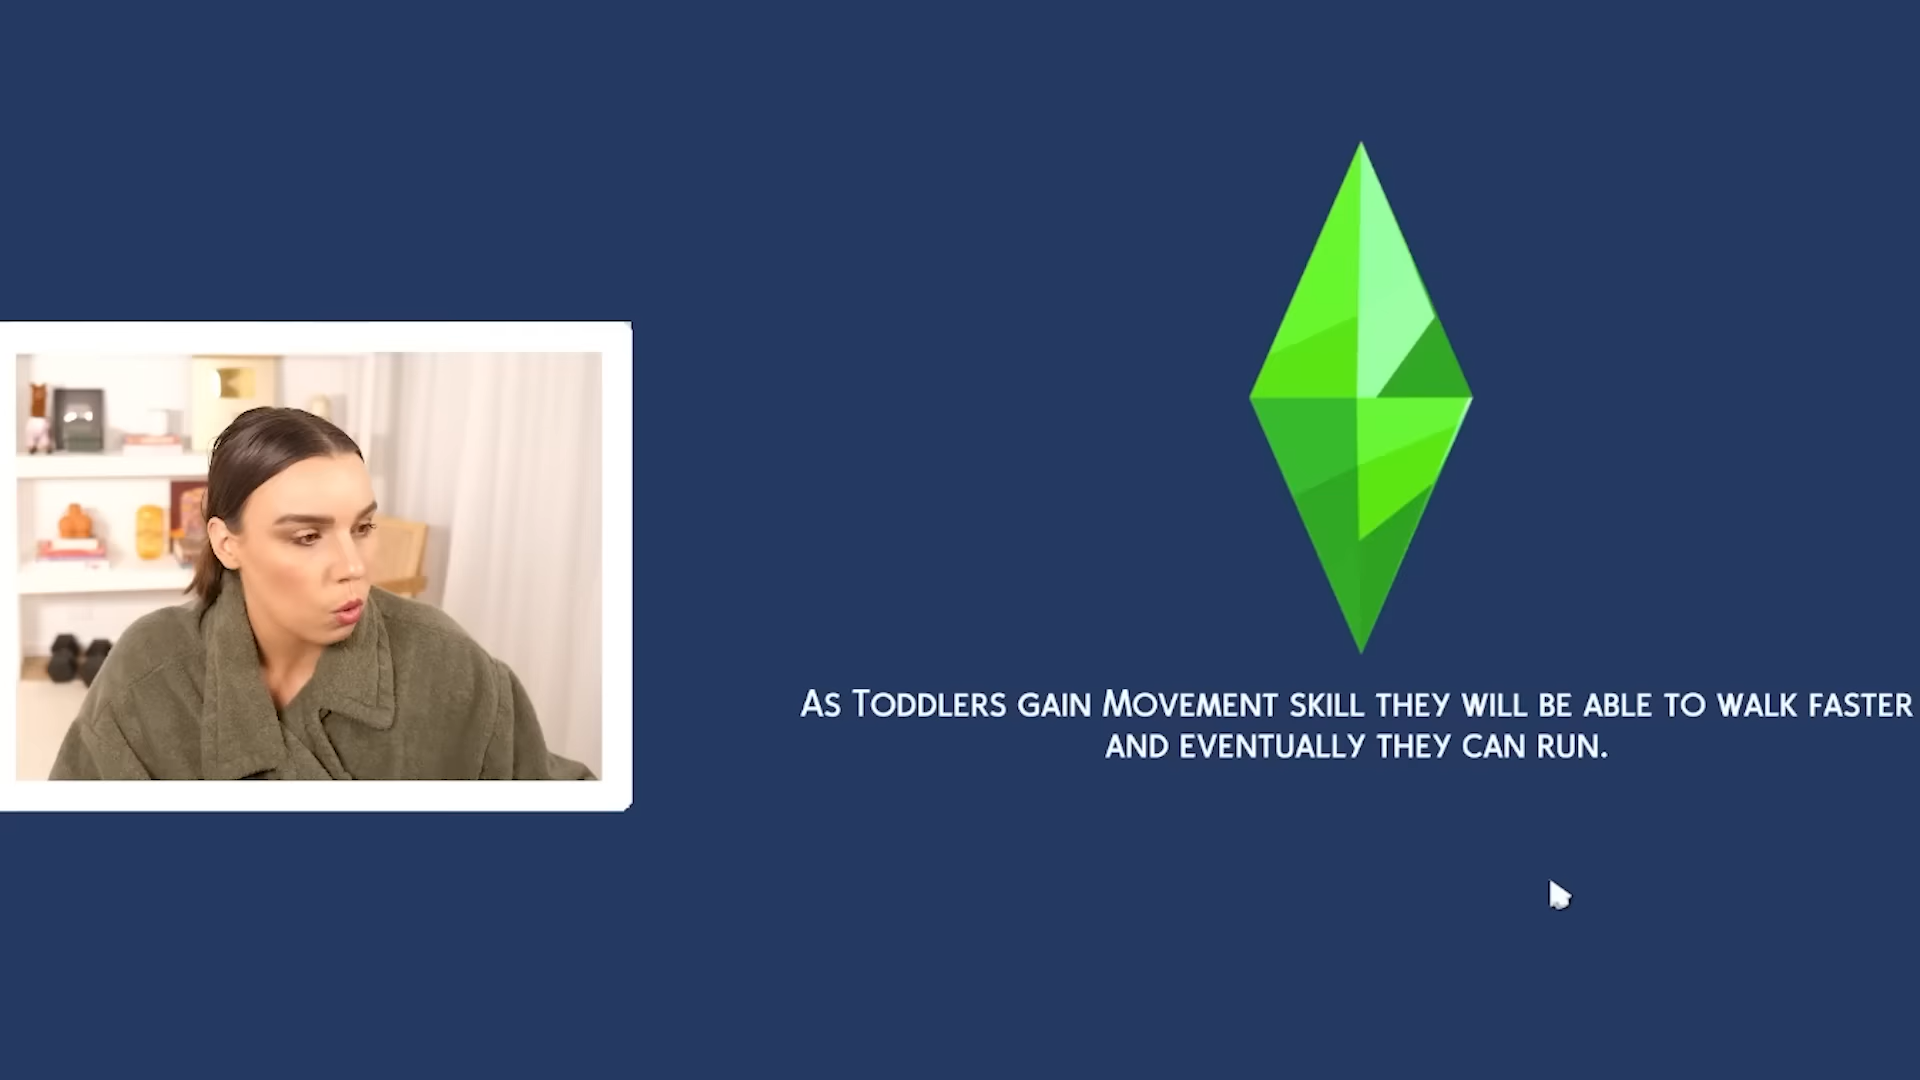 As Toddlers gain Movement skill they will be able to walk faster
and eventually they can run.